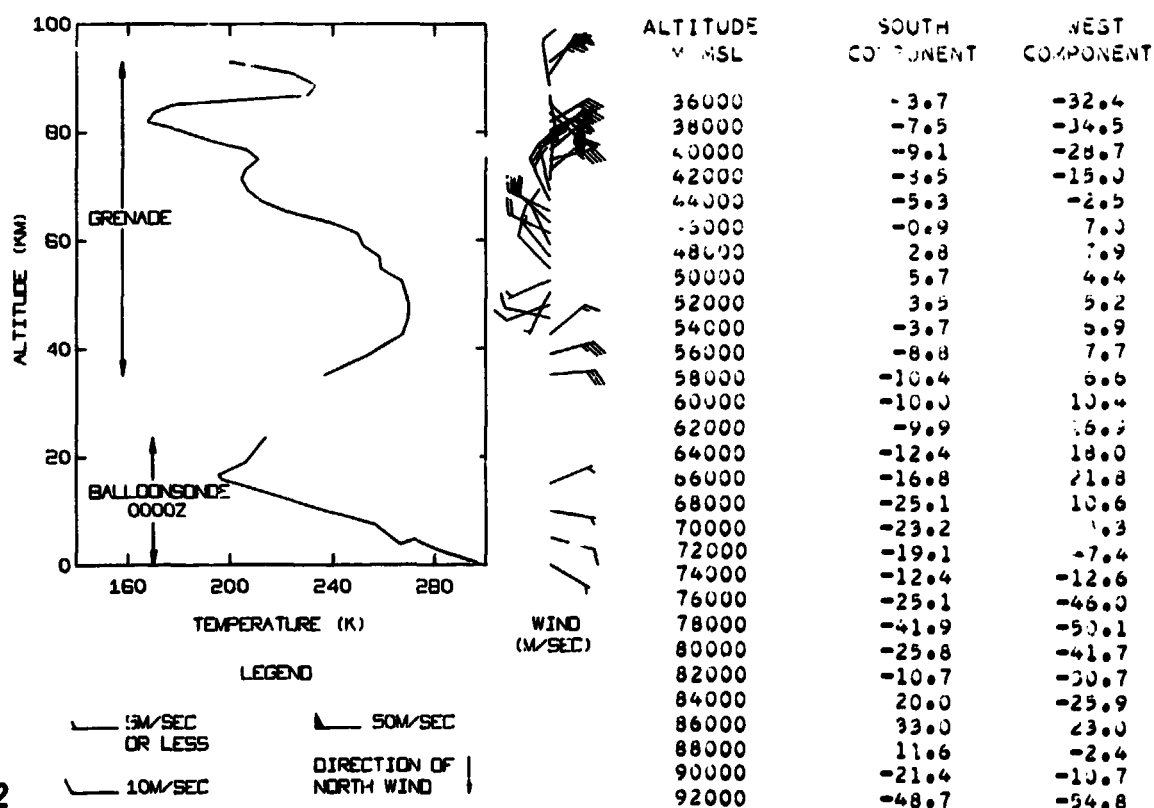 100
80
60
40
20
0
ALTITUDE (KM)
GRENADE
BALLOONSONDE
0000Z
160 200 240 280
TEMPERATURE (K)
WIND
(M/SEC)
LEGEND
5M/SEC
OR LESS
50M/SEC
10M/SEC
DIRECTION OF
NORTH WIND
2
ALTITUDE SOUTH WEST
MSL COMPONENT COMPONENT
36000 -3.7 -32.4
38000 -7.5 -34.5
40000 -9.1 -28.7
42000 -3.5 -15.0
44000 -5.3 -2.5
-0.9 7.0
48000 2.8
50000 5.7 4.4
52000 3.5 5.2
54000 -3.7
56000 -8.8 7.7
58000 -10.4 6.6
60000 -10.0 10.4
62000 -9.9
64000 -12.4 18.0
66000 -16.8 21.8
68000 -25.1 10.6
70000 -23.2
72000 -19.1 -7.4
74000 -12.4 -12.6
76000 -25.1 -46.0
78000 -41.9 -50.1
80000 -25.8 -41.7
82000 -10.7 -30.7
84000 20.0 -25.9
86000 33.0 23.0
88000 11.6 -2.4
90000 -21.4 -10.7
92000 -48.7 -54.8